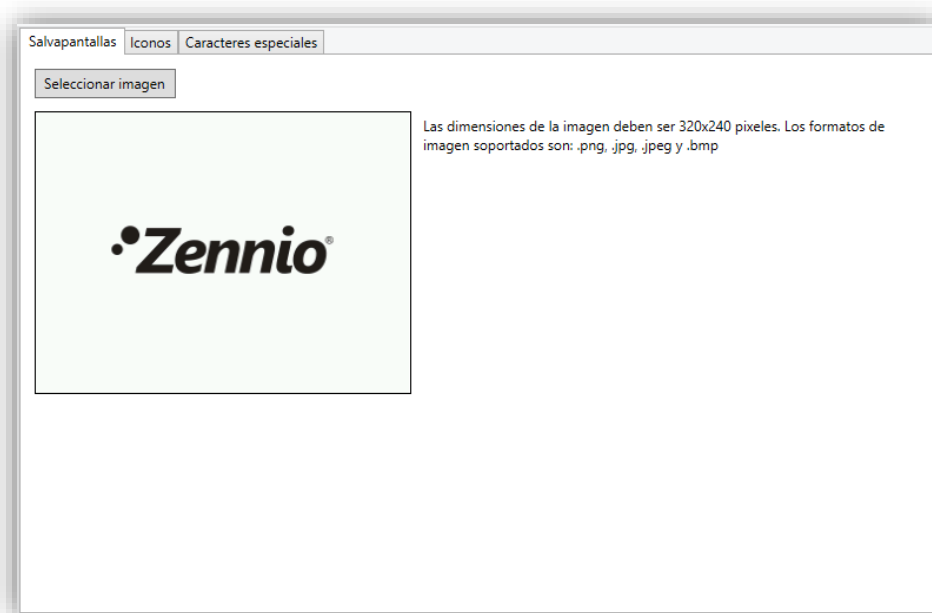 Salvapantallas Iconos Caracteres especiales
Seleccionar imagen
Las dimensiones de la imagen deben ser 320x240 pixeles. Los formatos de
imagen soportados son: .png, .jpg, .jpeg y .bmp
Zennio®